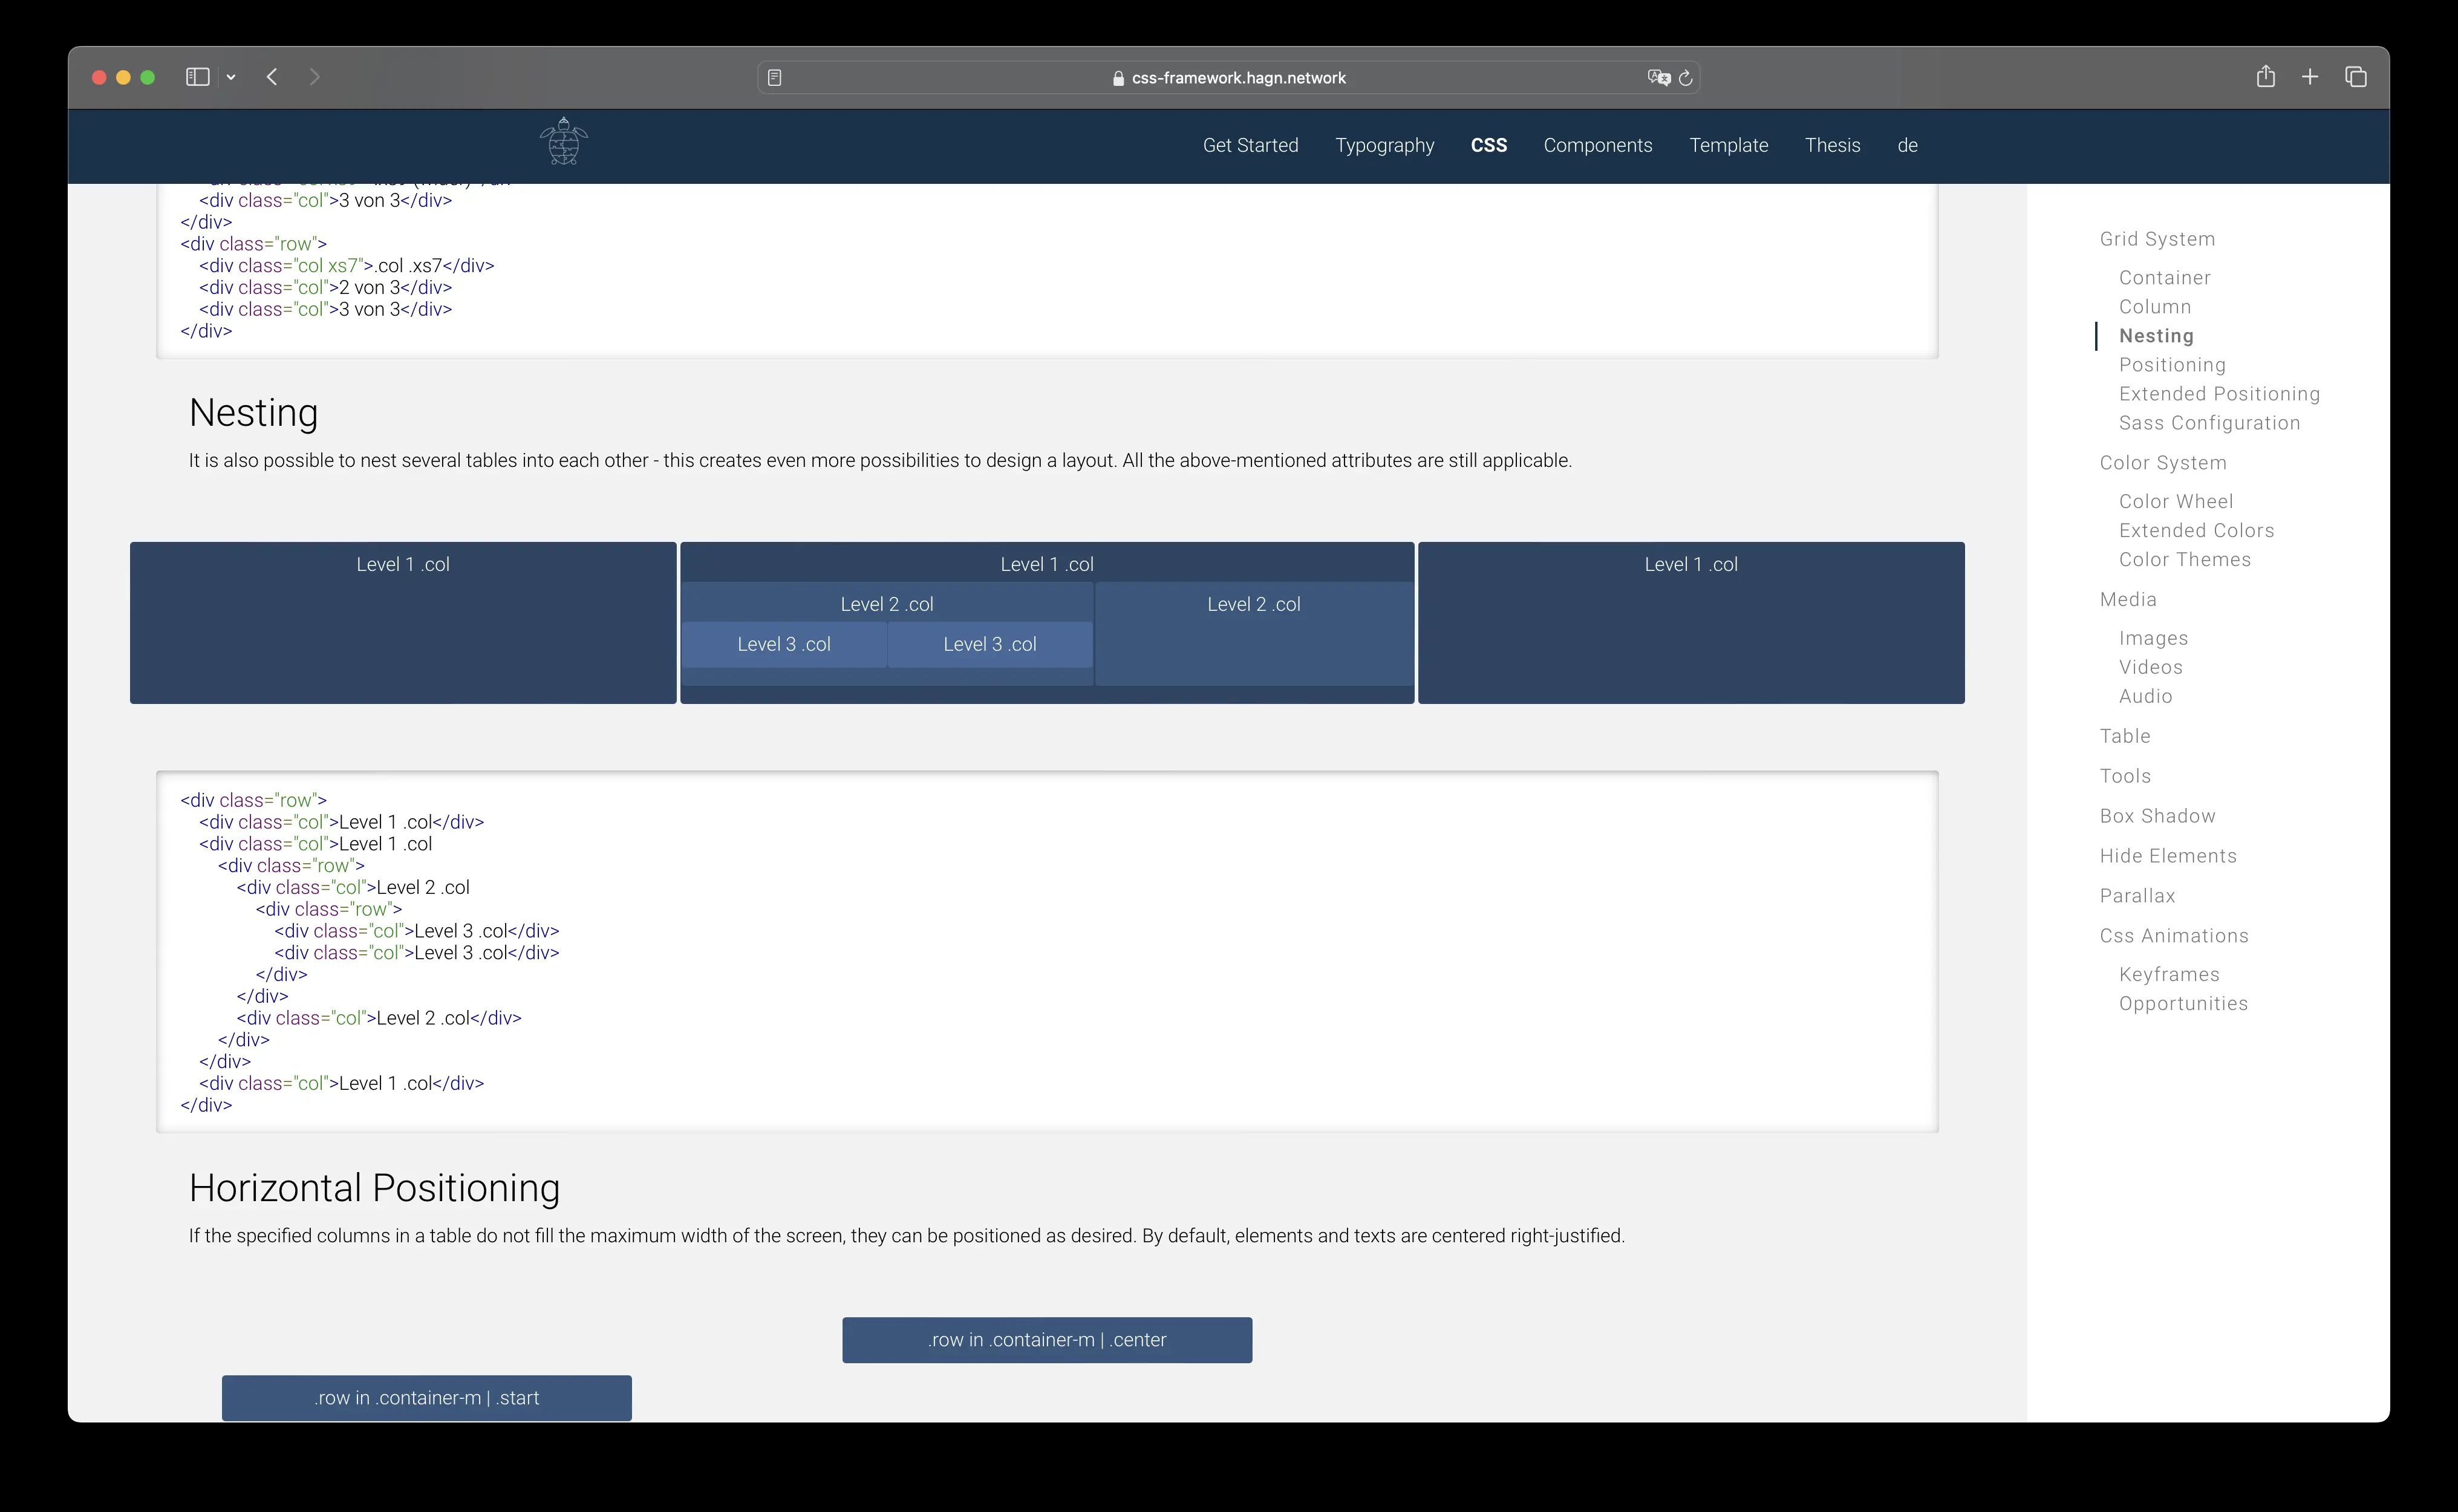 css-framework.hagn.network
Get Started Typography CSS Components Template Thesis de
<div class="col">3 von 3</div>
</div>
<div class="row">
<div class="col xs7">.col .xs7</div>
<div class="col">2 von 3</div>
<div class="col">3 von 3</div>
</div>
Nesting
It is also possible to nest several tables into each other - this creates even more possibilities to design a layout. All the above-mentioned attributes are still applicable.
Level 1 .col Level 1 .col Level 1 .col
Level 2 .col Level 2 .col
Level 3 .col Level 3 .col
<div class="row">
<div class="col">Level 1 .col</div>
<div class="col">Level 1 .col
<div class="row">
<div class="col">Level 2 .col
<div class="row">
<div class="col">Level 3 .col</div>
<div class="col">Level 3 .col</div>
</div>
</div>
<div class="col">Level 2 .col</div>
</div>
</div>
<div class="col">Level 1 .col</div>
</div>
Horizontal Positioning
If the specified columns in a table do not fill the maximum width of the screen, they can be positioned as desired. By default, elements and texts are centered right-justified.
.row in .container-m | .center
.row in .container-m | .start
Grid System
Container
Column
Nesting
Positioning
Extended Positioning
Sass Configuration
Color System
Color Wheel
Extended Colors
Color Themes
Media
Images
Videos
Audio
Table
Tools
Box Shadow
Hide Elements
Parallax
Css Animations
Keyframes
Opportunities